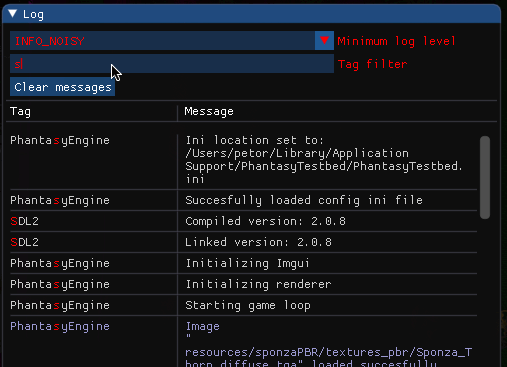 Log
INFO_NOISY Minimum log level
s Tag filter
Clear messages
Tag Message
PhantasyEngine Ini location set to:
/Users/petor/Library/Application
Support/PhantasyTestbed/PhantasyTestbed.
ini
PhantasyEngine Succesfully loaded config ini file
SDL2 Compiled version: 2.0.8
SDL2 Linked version: 2.0.8
PhantasyEngine Initializing Imgui
PhantasyEngine Initializing renderer
PhantasyEngine Starting game loop
PhantasyEngine Image
"
resources/sponzaPBR/textures_pbr/Sponza_T
horn_diffuse.tga" loaded succesfully